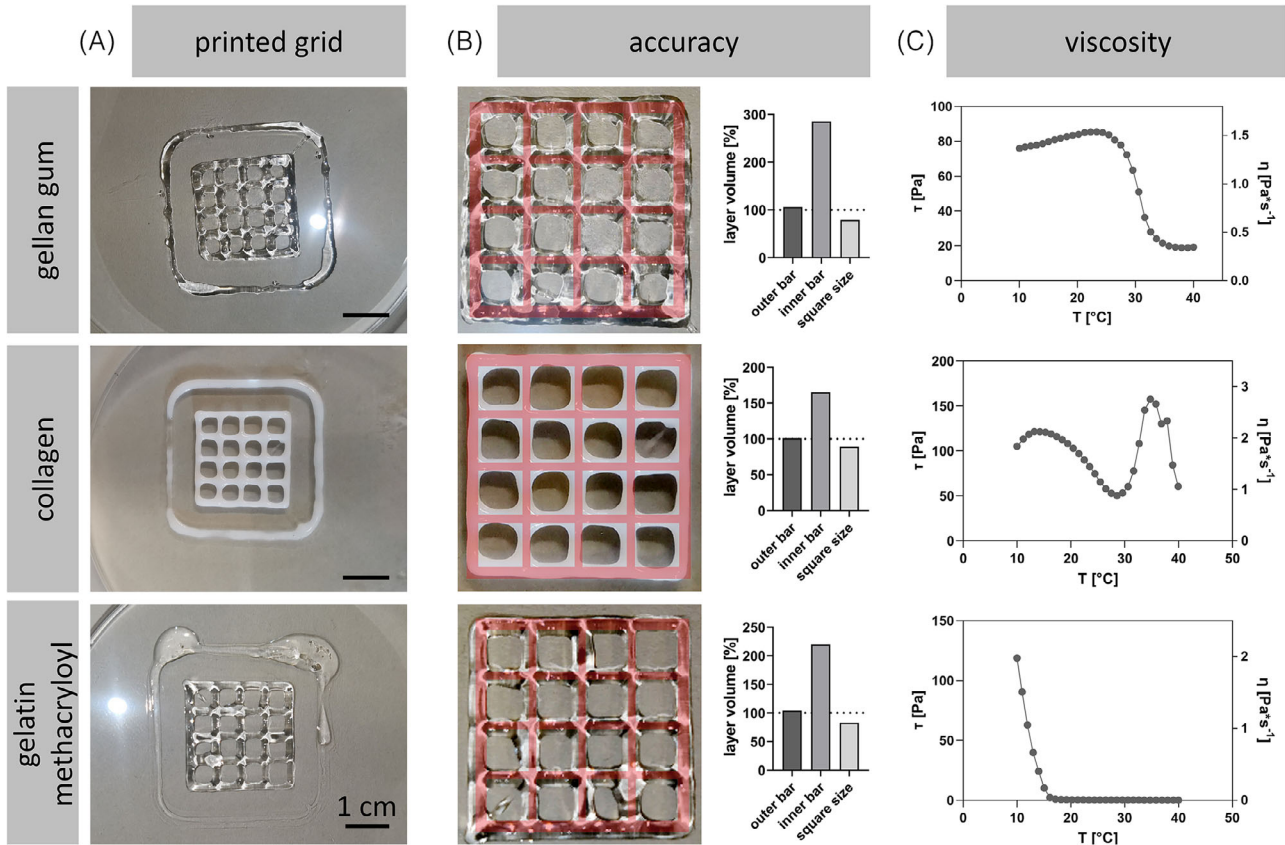 (A) printed grid
(B) accuracy
(C) viscosity
gellan gum
300
200
100
0
layer volume [%]
outer bar
inner bar
square size
100
80
60
40
20
0
τ [Pa]
1.5
1.0
0.5
0.0
η [Pa*s⁻¹]
0 10 20 30 40
T [°C]
collagen
200
150
100
50
0
layer volume [%]
outer bar
inner bar
square size
200
150
100
50
0
τ [Pa]
3
2
1
0
η [Pa*s⁻¹]
0 10 20 30 40 50
T [°C]
gelatin
methacryloyl
1 cm
250
200
150
100
50
0
layer volume [%]
outer bar
inner bar
square size
150
100
50
0
τ [Pa]
2
1
0
η [Pa*s⁻¹]
0 10 20 30 40 50
T [°C]